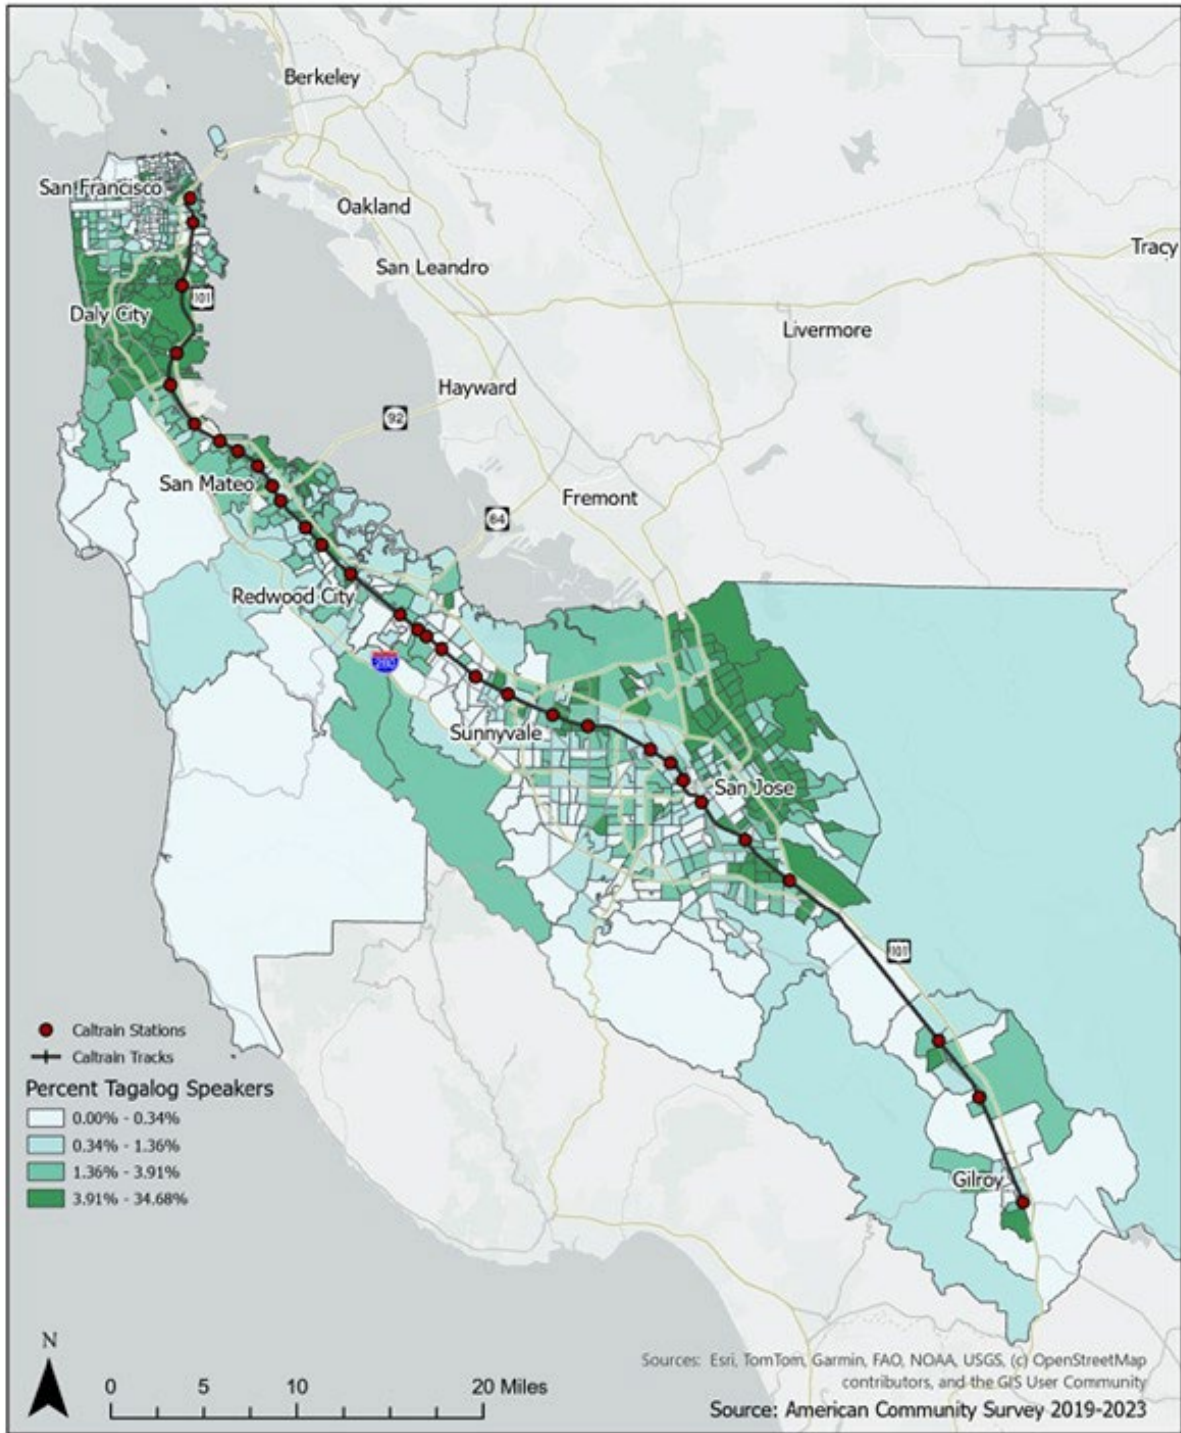 Berkeley
San Francisco
Oakland
San Leandro
Tracy
101
Daly City
Livermore
Hayward
92
San Mateo
Fremont
84
Redwood City
280
Sunnyvale
San Jose
101
Gilroy
Caltrain Stations
Caltrain Tracks
Percent Tagalog Speakers
0.00% - 0.34%
0.34% - 1.36%
1.36% - 3.91%
3.91% - 34.68%
N
0 5 10 20 Miles
Sources: Esri, TomTom, Garmin, FAO, NOAA, USGS, (c) OpenStreetMap
contributors, and the GIS User Community
Source: American Community Survey 2019-2023